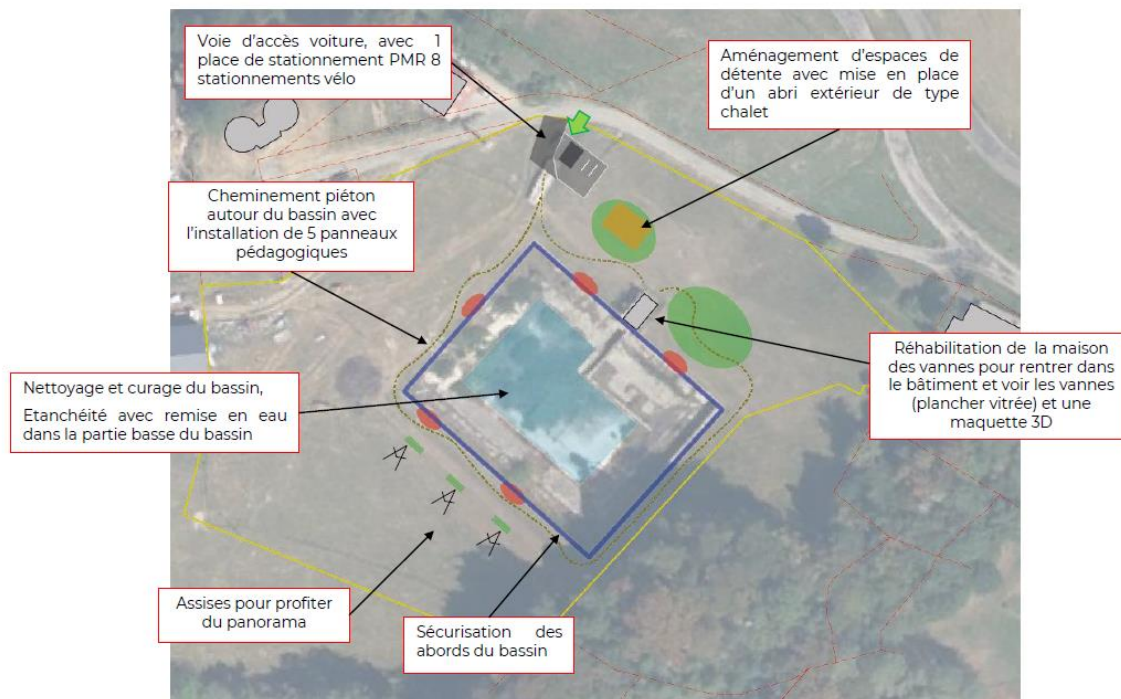 Voie d'accès voiture, avec 1
place de stationnement PMR 8
stationnements vélo
Aménagement d'espaces de
détente avec mise en place
d'un abri extérieur de type
chalet
Cheminement piéton
autour du bassin avec
l'installation de 5 panneaux
pédagogiques
Nettoyage et curage du bassin,
Etanchéité avec remise en eau
dans la partie basse du bassin
Réhabilitation de la maison
des vannes pour rentrer dans
le bâtiment et voir les vannes
(plancher vitrée) et une
maquette 3D
Assises pour profiter
du panorama
Sécurisation des
abords du bassin